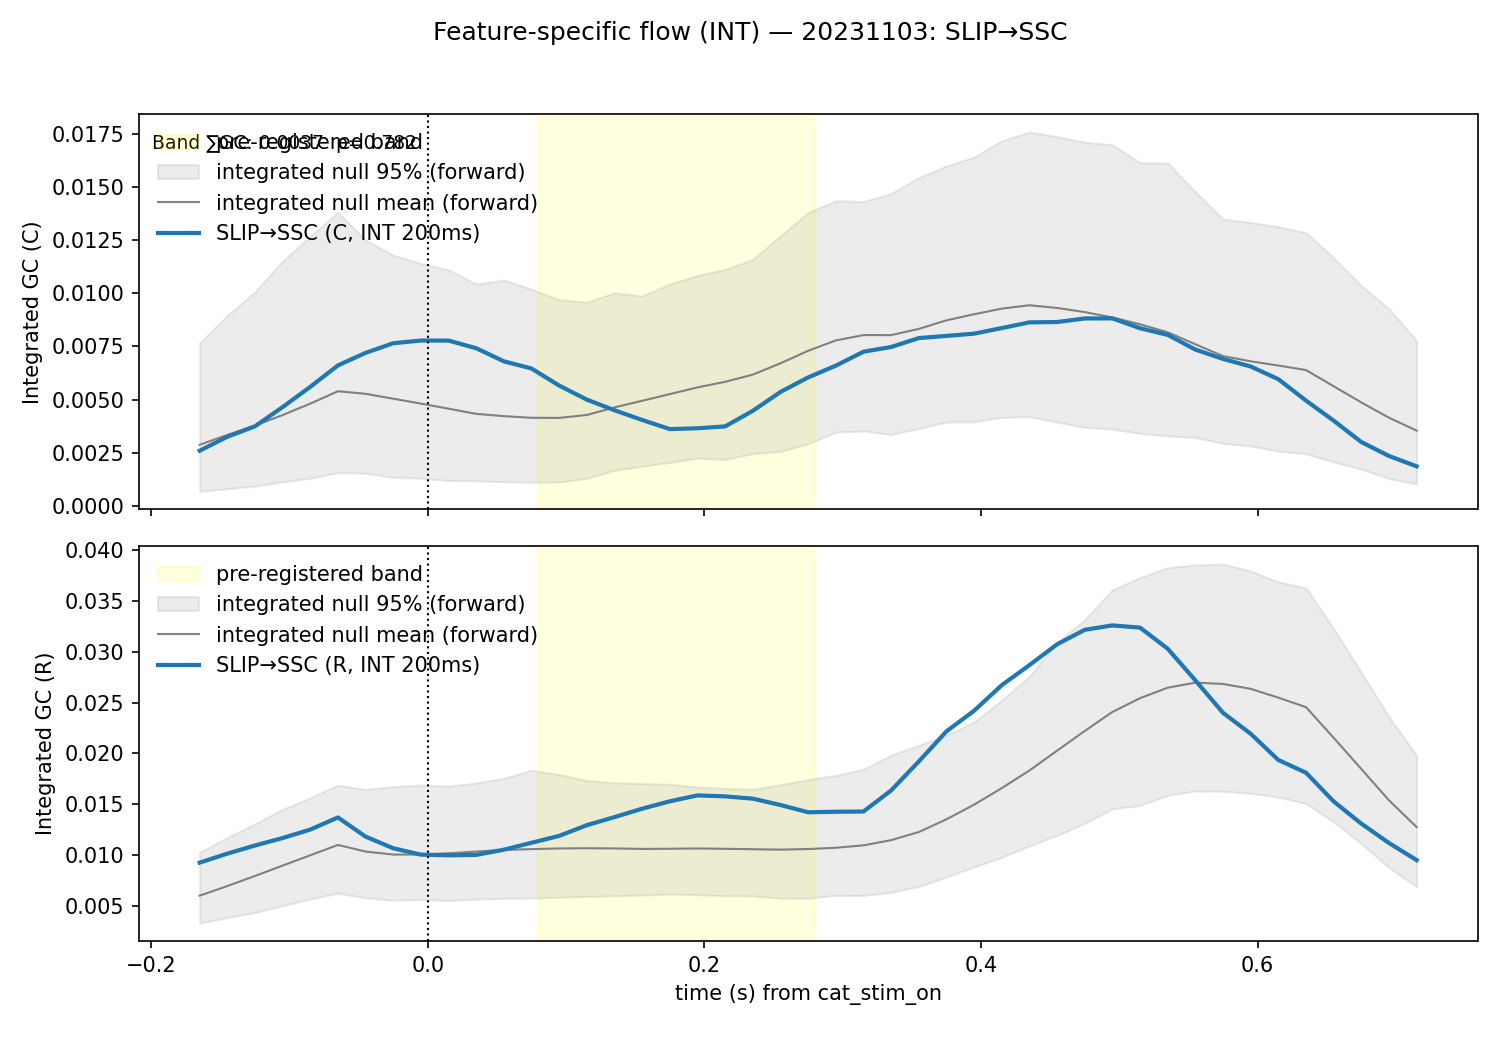 Feature-specific flow (INT) — 20231103: SLIP→SSC
Integrated GC (C)
0.0175
0.0150
0.0125
0.0100
0.0075
0.0050
0.0025
0.0000
Band ∑GC: 0.0037 p=0.782
pre-registered band
integrated null 95% (forward)
integrated null mean (forward)
SLIP→SSC (C, INT 200ms)
Integrated GC (R)
0.040
0.035
0.030
0.025
0.020
0.015
0.010
0.005
pre-registered band
integrated null 95% (forward)
integrated null mean (forward)
SLIP→SSC (R, INT 200ms)
−0.2
0.0
0.2
0.4
0.6
time (s) from cat_stim_on